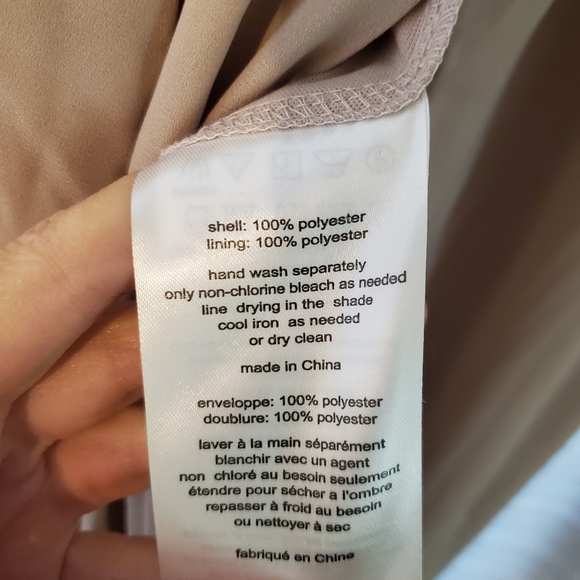 shell: 100% polyester
lining: 100% polyester
hand wash separately
only non-chlorine bleach as needed
line drying in the shade
cool iron as needed
or dry clean
made in China
enveloppe: 100% polyester
doublure: 100% polyester
laver à la main séparément
blanchir avec un agent
non chloré au besoin seulement
étendre pour sécher a l'ombre
repasser à froid au besoin
ou nettoyer à sec
fabriqué en Chine